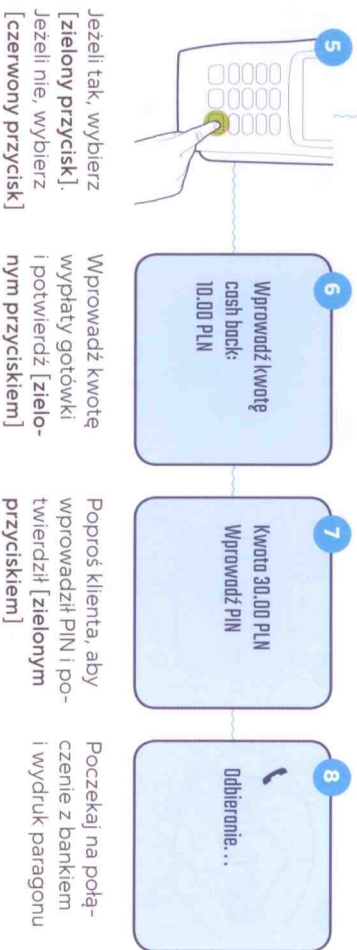 5
Jeżeli tak, wybierz
[zielony przycisk].
Jeżeli nie, wybierz
[czerwony przycisk]
6
Wprowadź kwotę
cash back:
10.00 PLN
Wprowadź kwotę
wypłaty gotówki
i potwierdź [zielo-
nym przyciskiem]
7
Kwota 30.00 PLN
Wprowadź PIN
Poproś klienta, aby
wprowadził PIN i po-
twierdził [zielonym
przyciskiem]
8
Odbieranie...
Poczekaj na połą-
czenie z bankiem
i wydruk paragonu